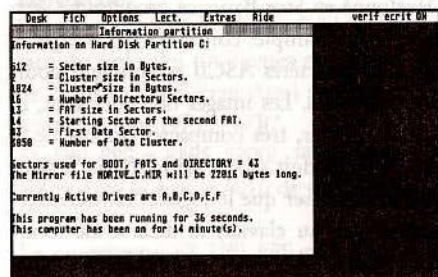 Desk Fich Options Lect. Extras Aide verif ecrit ON
Information partition
Information on Hard Disk Partition C:
512 = Sector size in Bytes.
= Cluster size in Sectors.
1024 = Cluster size in Bytes.
16 = Number of Directory Sectors.
13 = FAT size in Sectors.
14 = Starting Sector of the second FAT.
43 = First Data Sector.
= Number of Data Cluster.
Sectors used for BOOT, FATS and DIRECTORY = 43
The Mirror file MDRIVE_C.MIR will be 22016 bytes long.
Currently Active Drives are A,B,C,D,E,F
This program has been running for 36 seconds.
This computer has been on for 14 minute(s).